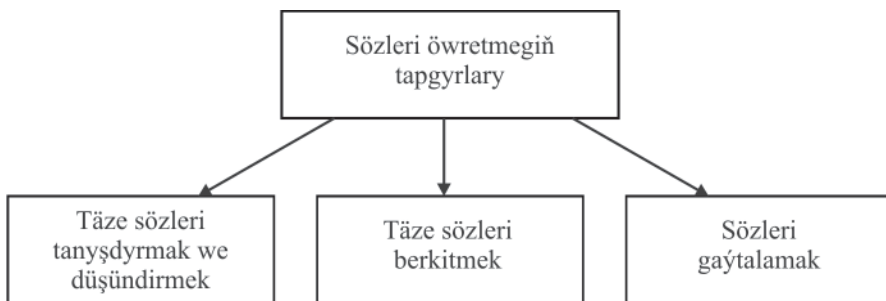 Sözleri öwretmegiň
tapgyrlary
Täze sözleri
tanyşdyrmak we
düşündirmek
Täze sözleri
berkitmek
Sözleri
gaýtalamak